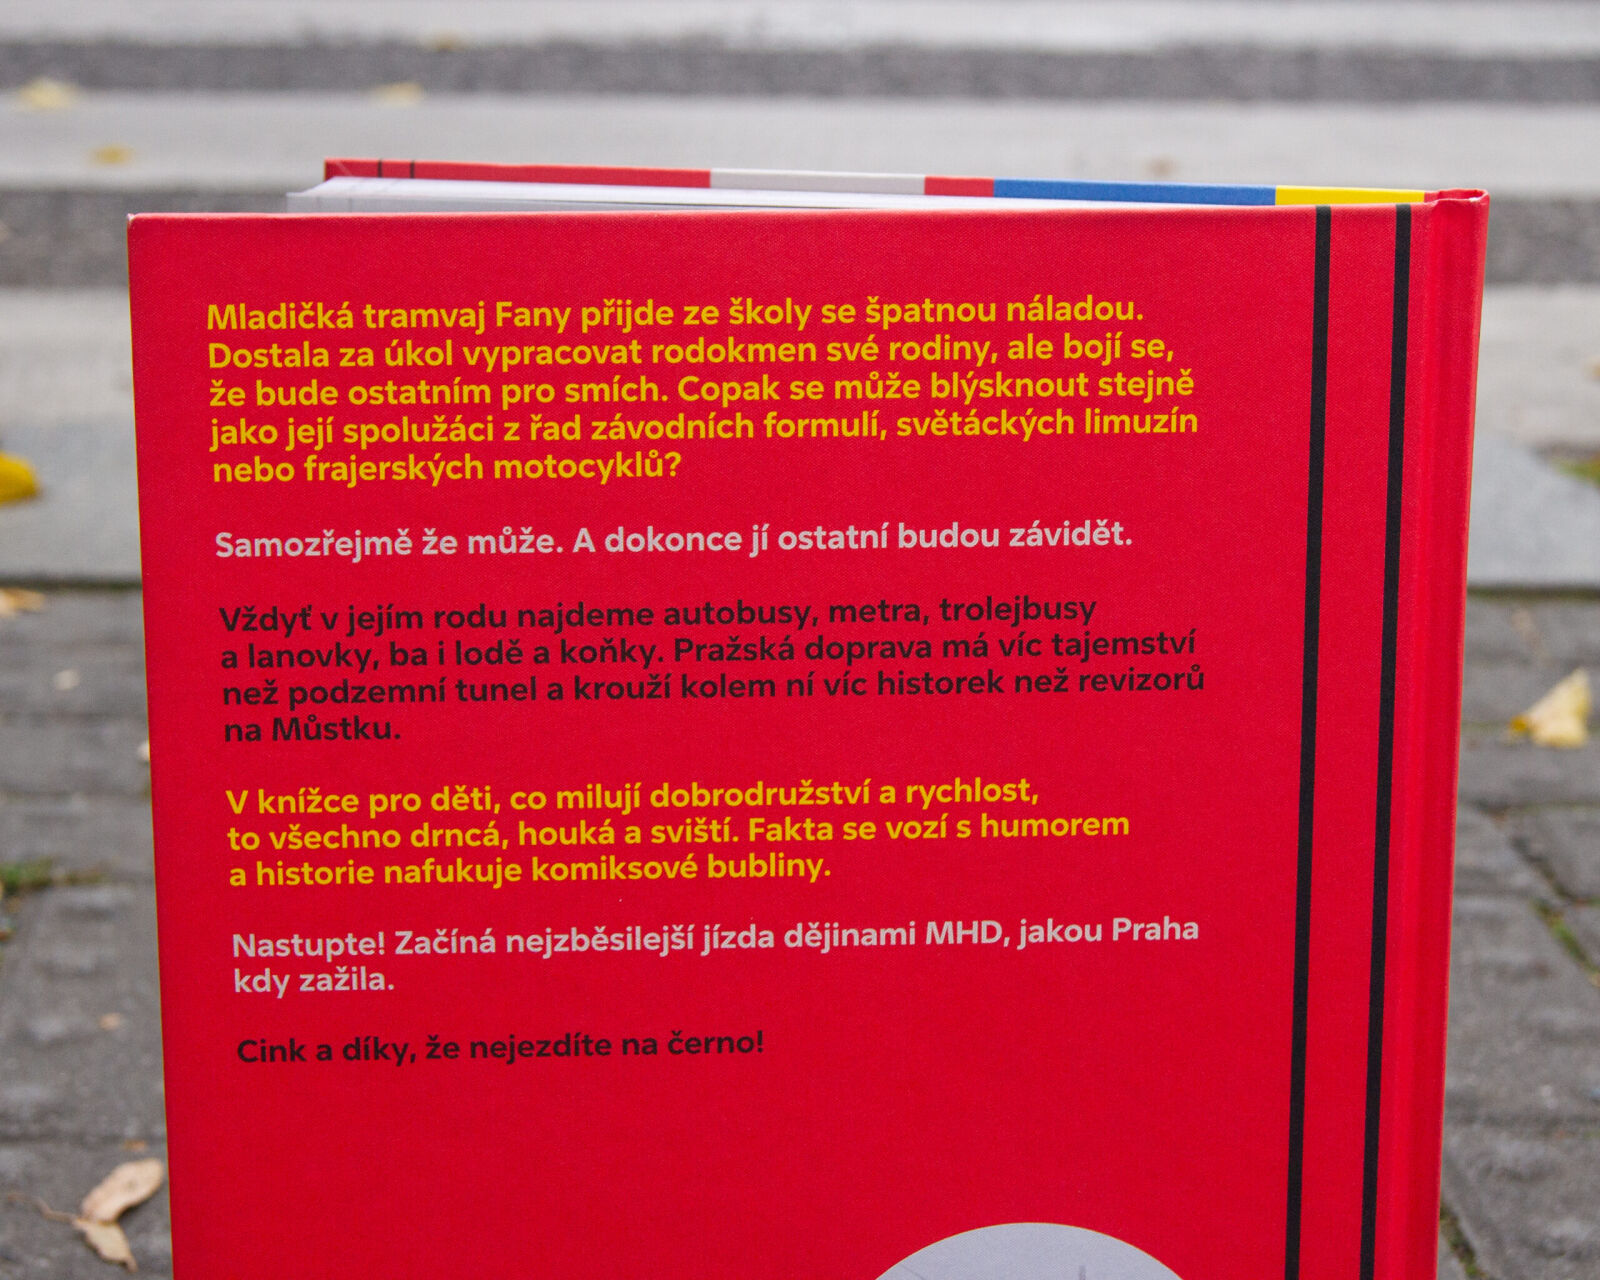 Mladičká tramvaj Fany přijde ze školy se špatnou náladou.
Dostala za úkol vypracovat rodokmen své rodiny, ale bojí se,
že bude ostatním pro smích. Copak se může blýsknout stejně
jako její spolužáci z řad závodních formulí, světáckých limuzín
nebo frajerských motocyklů?
Samozřejmě že může. A dokonce jí ostatní budou závidět.
Vždyť v jejím rodu najdeme autobusy, metra, trolejbusy
a lanovky, ba i lodě a koňky. Pražská doprava má víc tajemství
než podzemní tunel a krouží kolem ní víc historek než revizorů
na Můstku.
V knížce pro děti, co milují dobrodružství a rychlost,
to všechno drncá, houká a sviští. Fakta se vozí s humorem
a historie nafukuje komiksové bubliny.
Nastupte! Začíná nejzběsilejší jízda dějinami MHD, jakou Praha
kdy zažila.
Cink a díky, že nejezdíte na černo!